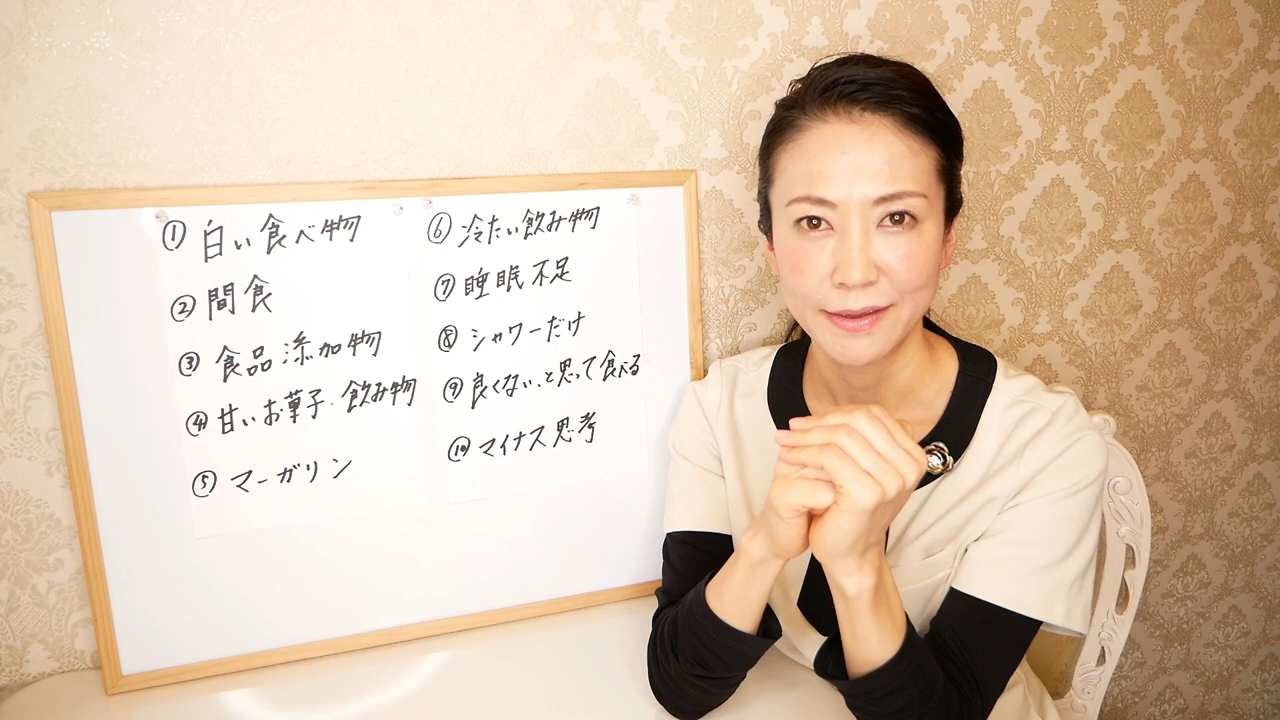 ① 白い食べ物
② 間食
③ 食品添加物
④ 甘いお菓子・飲み物
⑤ マーガリン
⑥ 冷たい飲み物
⑦ 睡眠不足
⑧ シャワーだけ
⑨ 良くない、と思って食べる
⑩ マイナス思考